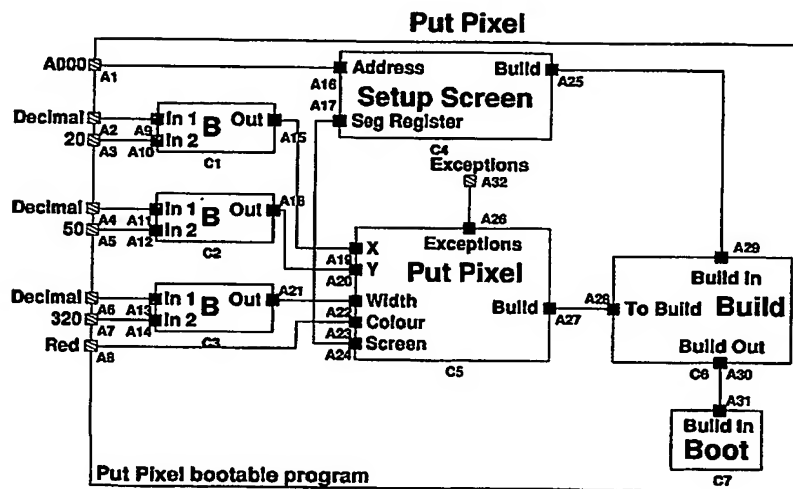 Put Pixel
A000
A1
A16
Address
Build
A25
Setup Screen
A17
Seg Register
C4
Decimal
A2
A9
In 1
B
Out
A15
20
A3
A10
In 2
C1
Exceptions
A32
Decimal
A4
A11
In 1
B
Out
A18
50
A5
A12
In 2
C2
A26
Exceptions
X
A19
Put Pixel
Y
A20
Decimal
A6
A13
In 1
B
Out
A21
320
A7
A14
In 2
C3
Width
A22
Colour
A23
Screen
A24
Build
A27
C5
Red
A8
A29
Build In
A28
To Build
Build
Build Out
C6
A30
A31
Build In
Boot
C7
Put Pixel bootable program